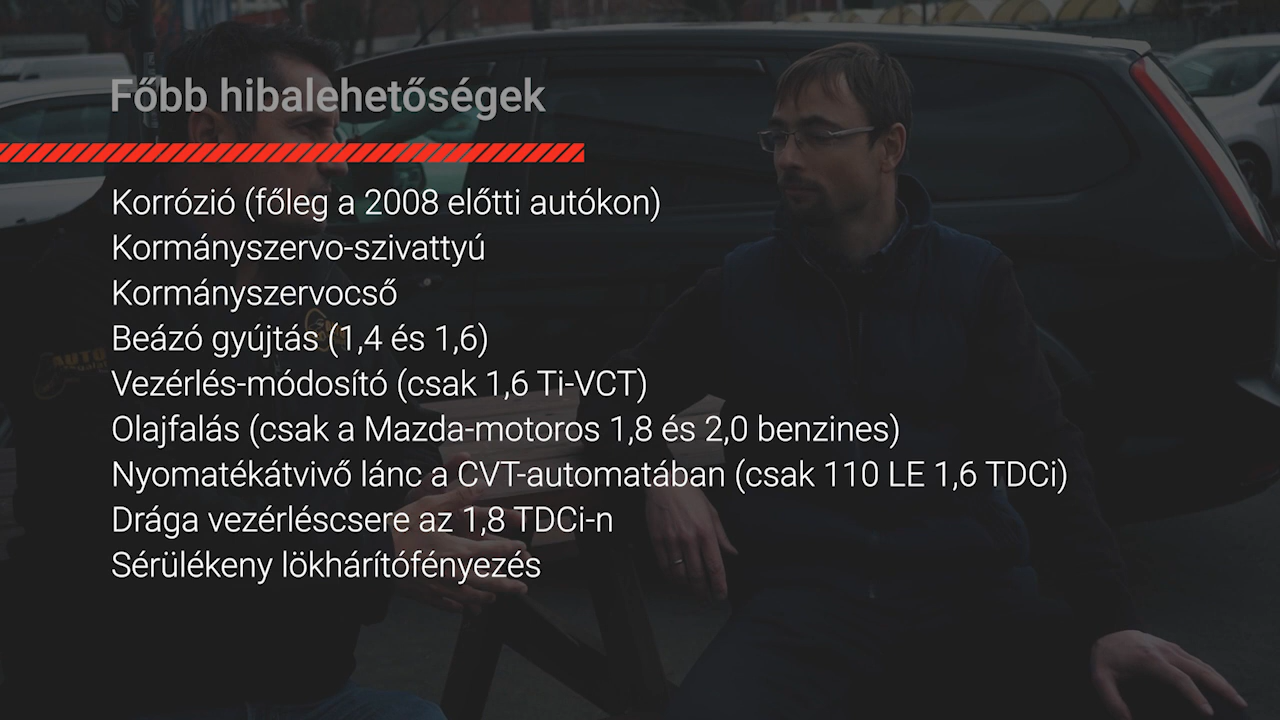 Főbb hibalehetőségek
Korrózió (főleg a 2008 előtti autókon)
Kormányszervo-szivattyú
Kormányszervocső
Beázó gyújtás (1,4 és 1,6)
Vezérlés-módosító (csak 1,6 Ti-VCT)
Olajfalás (csak a Mazda-motoros 1,8 és 2,0 benzines)
Nyomatékátvivő lánc a CVT-automatában (csak 110 LE 1,6 TDCi)
Drága vezérléscsere az 1,8 TDCi-n
Sérülékeny lökhárítófényezés